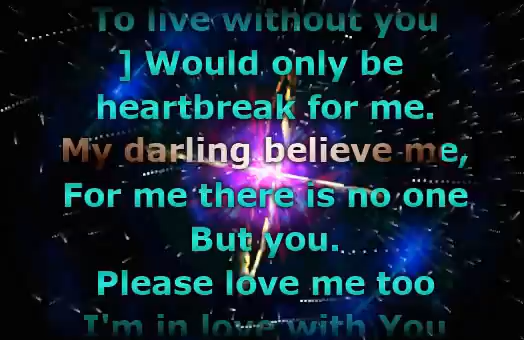 To live without you
] Would only be
heartbreak for me.
My darling believe me,
For me there is no one
But you.
Please love me too
I'm in love with You